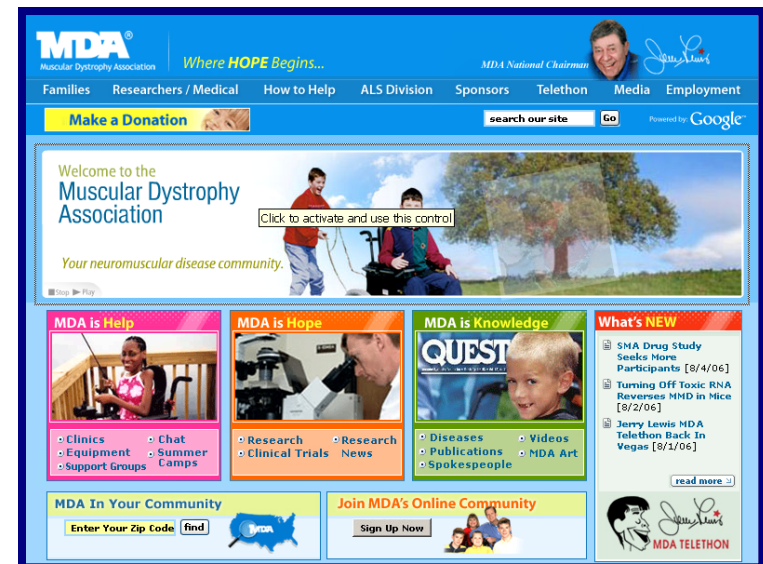 MDA®
Muscular Dystrophy Association
Where HOPE Begins...
MDA National Chairman
Jerry Lewis
Families Researchers / Medical How to Help ALS Division Sponsors Telethon Media Employment
Make a Donation
search our site
Go
Powered by Google™
Welcome to the
Muscular Dystrophy
Association
Click to activate and use this control
Your neuromuscular disease community.
Stop Play
MDA is Help
Clinics Chat
Equipment Summer
Support Groups Camps
MDA is Hope
Research Research
Clinical Trials News
MDA is Knowledge
QUEST
Diseases Videos
Publications MDA Art
Spokespeople
What's NEW
SMA Drug Study
Seeks More
Participants [8/4/06]
Turning Off Toxic RNA
Reverses MMD in Mice
[8/2/06]
Jerry Lewis MDA
Telethon Back In
Vegas [8/1/06]
read more
MDA In Your Community
Enter Your Zip Code find
MDA
Join MDA's Online Community
Sign Up Now
Jerry Lewis
MDA TELETHON